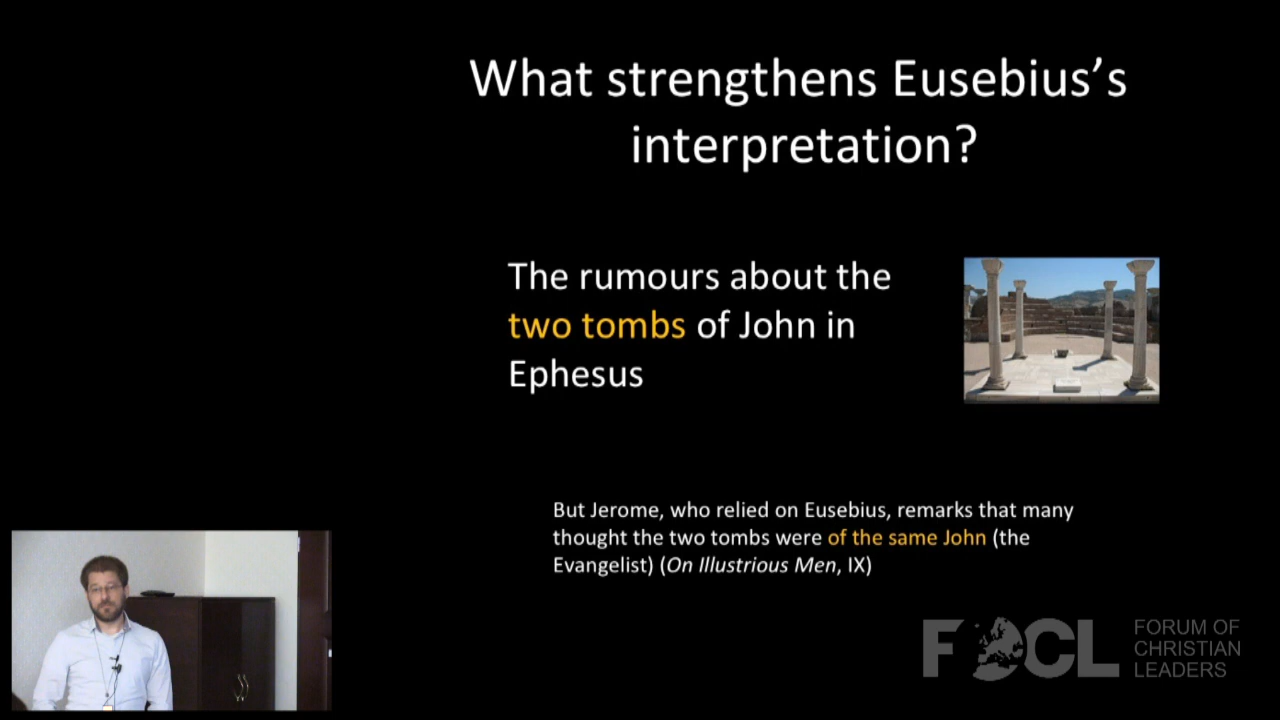 What strengthens Eusebius’s
interpretation?
The rumours about the
two tombs of John in
Ephesus
But Jerome, who relied on Eusebius, remarks that many
thought the two tombs were of the same John (the
Evangelist) (On Illustrious Men, IX)
FOCL
FORUM OF
CHRISTIAN
LEADERS